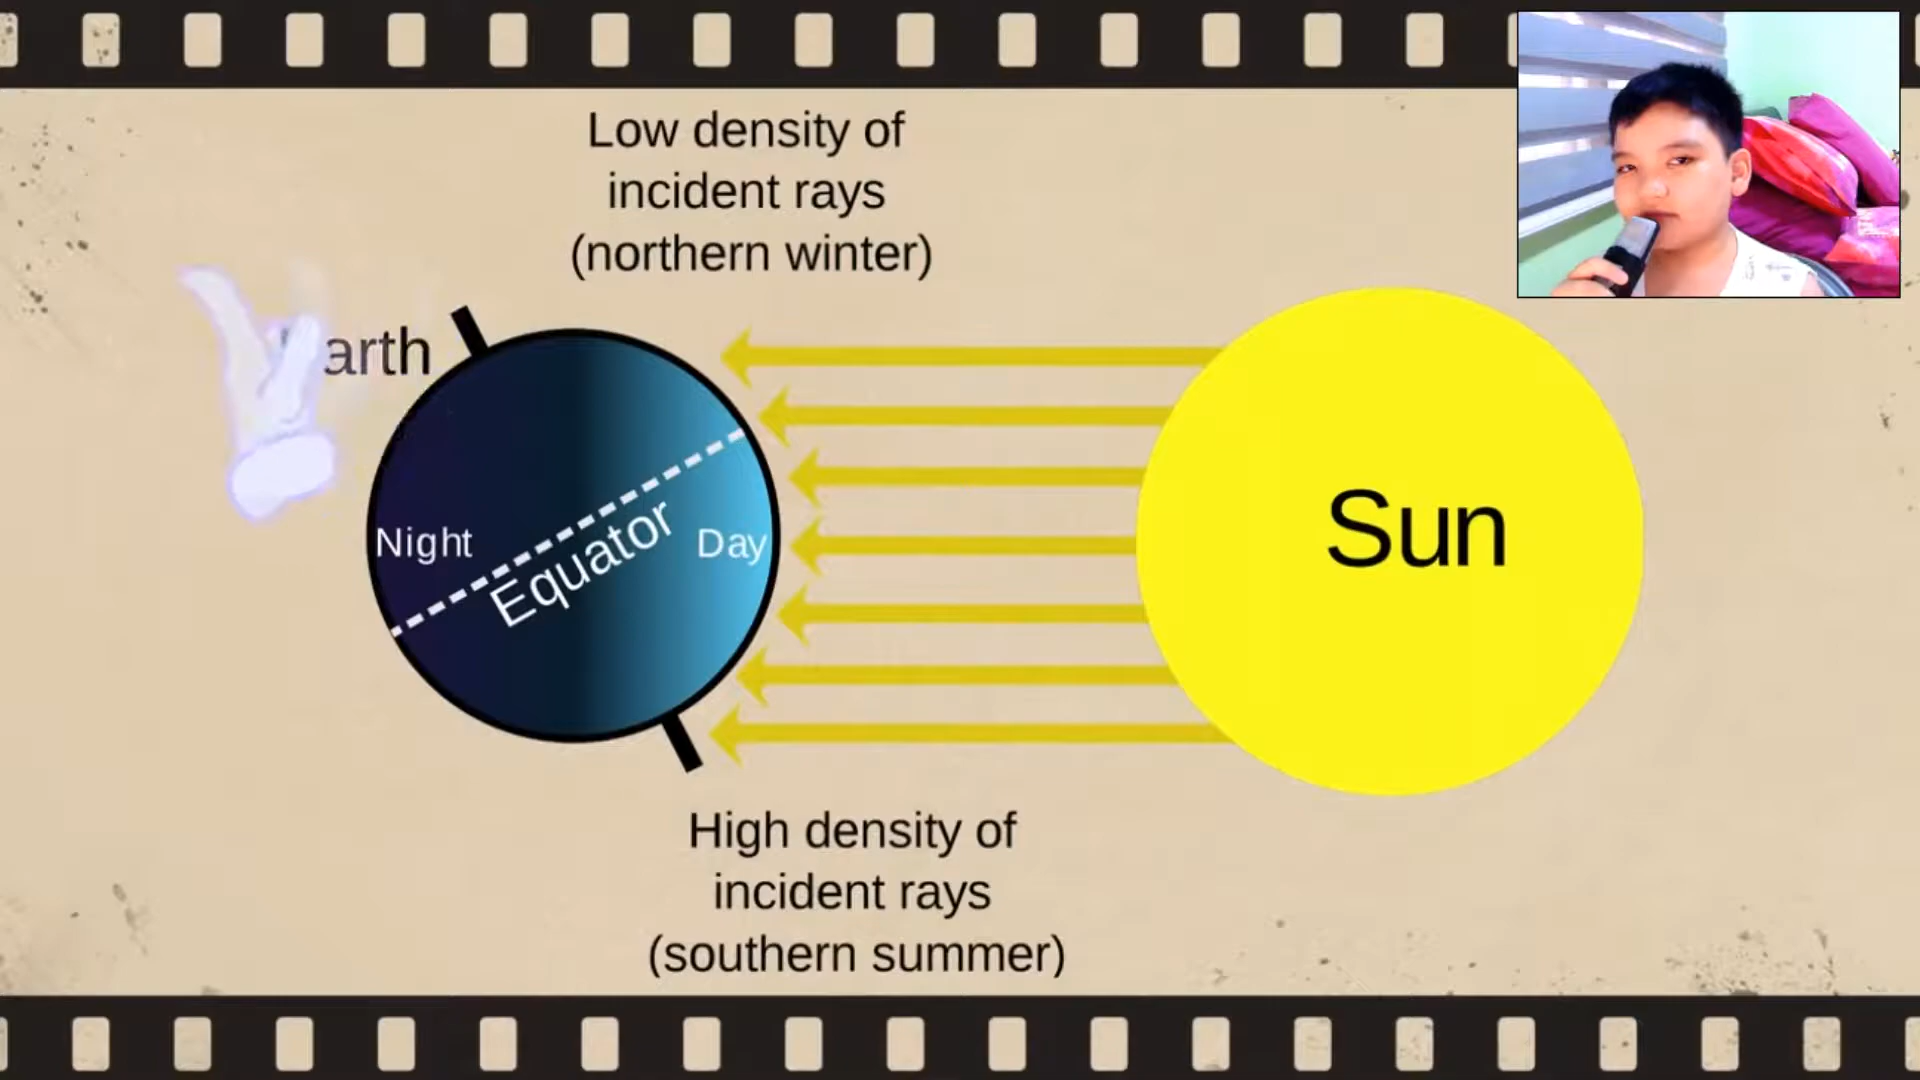 Low density of
incident rays
(northern winter)
arth
Night
Equator
Day
Sun
High density of
incident rays
(southern summer)